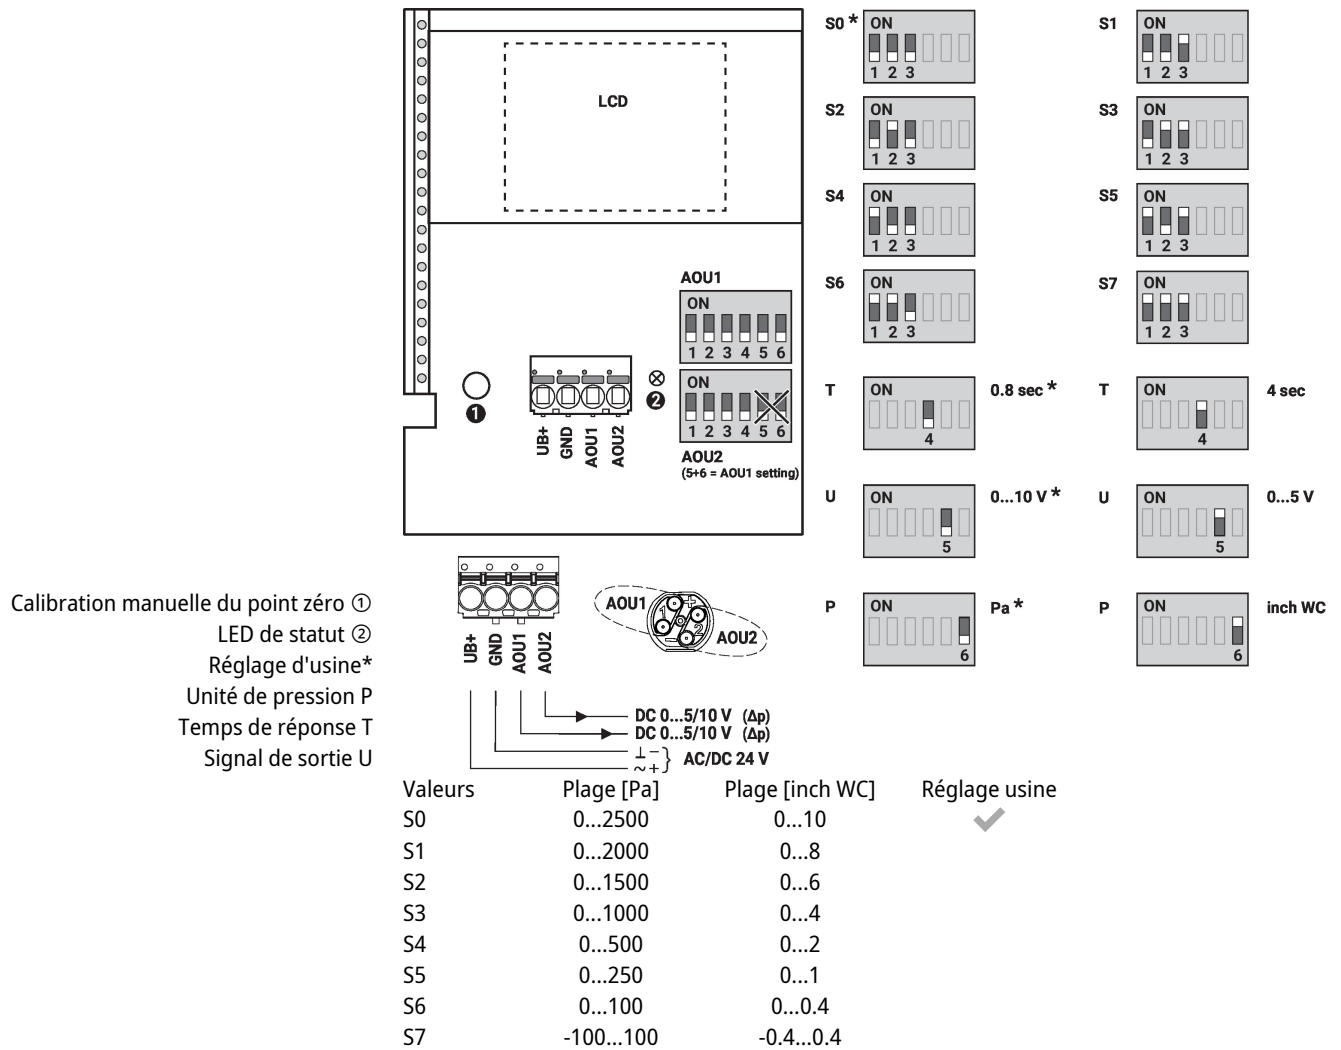 LCD
AOU1
ON
1 2 3 4 5 6
ON
1 2 3 4 5 6
AOU2
(5+6 = AOU1 setting)
❶
❷
UB+
GND
AOU1
AOU2
S0 *
ON
1 2 3
S1
ON
1 2 3
S2
ON
1 2 3
S3
ON
1 2 3
S4
ON
1 2 3
S5
ON
1 2 3
S6
ON
1 2 3
S7
ON
1 2 3
T
ON
4
0.8 sec *
T
ON
4
4 sec
U
ON
5
0...10 V *
U
ON
5
0...5 V
P
ON
6
Pa *
P
ON
6
inch WC
Calibration manuelle du point zéro ①
LED de statut ②
Réglage d'usine*
Unité de pression P
Temps de réponse T
Signal de sortie U
UB+
GND
AOU1
AOU2
AOU1
1 +
- 2
AOU2
DC 0...5/10 V (Δp)
DC 0...5/10 V (Δp)
⊥ − }
~ + } AC/DC 24 V
Valeurs Plage [Pa] Plage [inch WC] Réglage usine
S0 0...2500 0...10 ✔
S1 0...2000 0...8
S2 0...1500 0...6
S3 0...1000 0...4
S4 0...500 0...2
S5 0...250 0...1
S6 0...100 0...0.4
S7 -100...100 -0.4...0.4